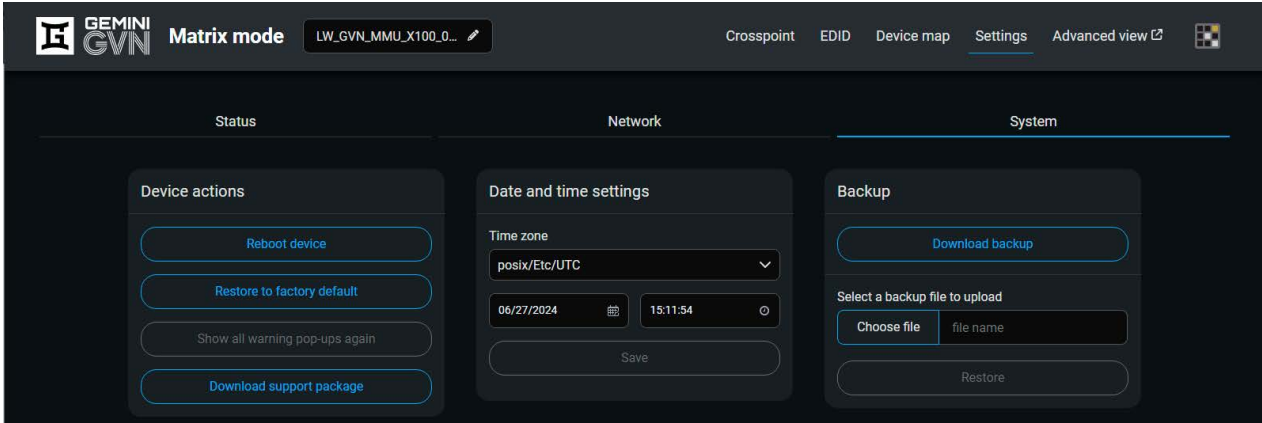 GEMINI
GVN
Matrix mode
LW_GVN_MMU_X100_0...
Crosspoint
EDID
Device map
Settings
Advanced view
Status
Network
System
Device actions
Reboot device
Restore to factory default
Show all warning pop-ups again
Download support package
Date and time settings
Time zone
posix/Etc/UTC
06/27/2024
15:11:54
Save
Backup
Download backup
Select a backup file to upload
Choose file
file name
Restore